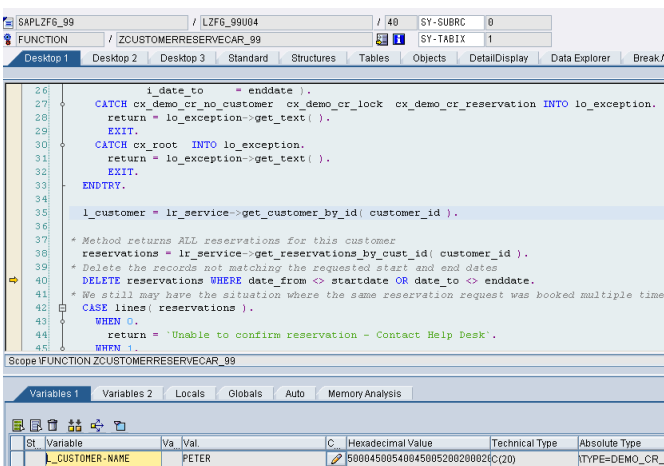 SAPLZFG_99 / LZFG_99U04 / 40 SY-SUBRC 0
FUNCTION / ZCUSTOMERRESERVECAR_99 SY-TABIX 1
Desktop 1 Desktop 2 Desktop 3 Standard Structures Tables Objects DetailDisplay Data Explorer Break./
26 i_date_to = enddate ).
27 CATCH cx_demo_cr_no_customer cx_demo_cr_lock cx_demo_cr_reservation INTO lo_exception.
28 return = lo_exception->get_text( ).
29 EXIT.
30 CATCH cx_root INTO lo_exception.
31 return = lo_exception->get_text( ).
32 EXIT.
33 ENDTRY.
34
35 l_customer = lr_service->get_customer_by_id( customer_id ).
36
37 * Method returns ALL reservations for this customer
38 reservations = lr_service->get_reservations_by_cust_id( customer_id ).
39 * Delete the records not matching the requested start and end dates
40 DELETE reservations WHERE date_from <> startdate OR date_to <> enddate.
41 * We still may have the situation where the same reservation request was booked multiple time
42 CASE lines( reservations ).
43 WHEN 0.
44 return = `Unable to confirm reservation - Contact Help Desk`.
45 WHEN 1.
Scope \FUNCTION ZCUSTOMERRESERVECAR_99
Variables 1 Variables 2 Locals Globals Auto Memory Analysis
St... Variable Va... Val. C... Hexadecimal Value Technical Type Absolute Type
L_CUSTOMER-NAME PETER C(20) \TYPE=DEMO_CR_